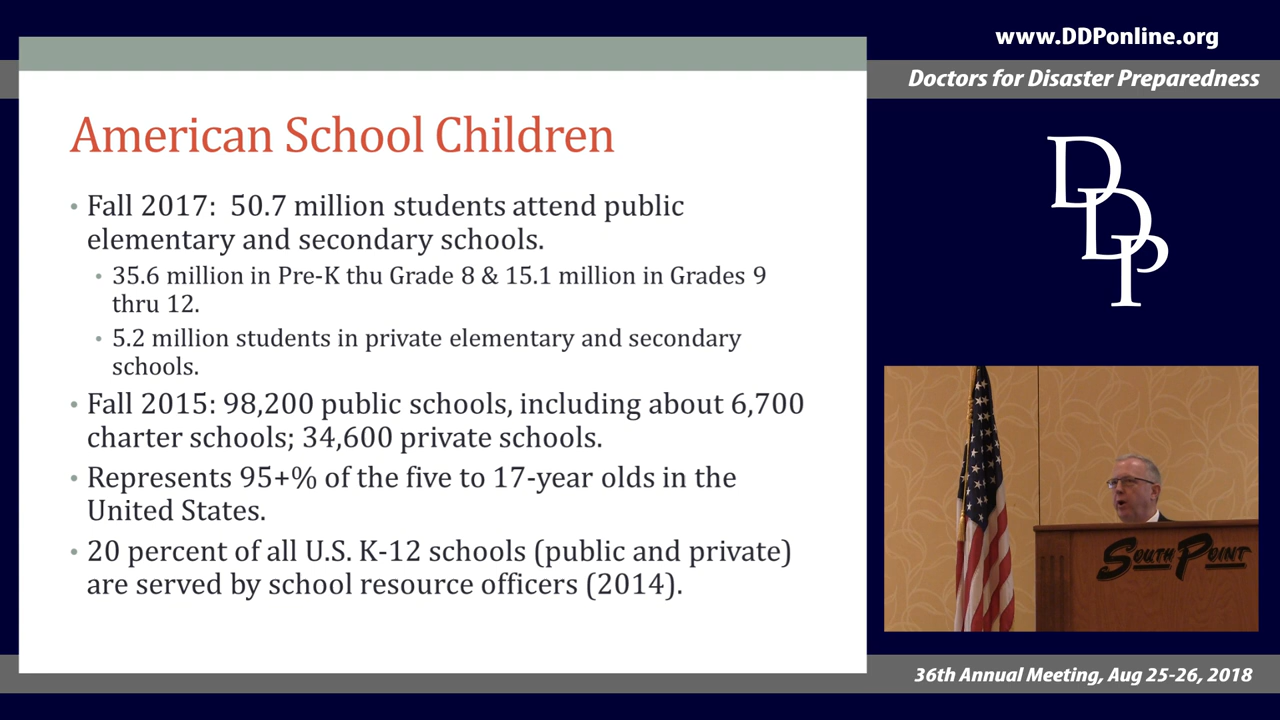 www.DDPonline.org
Doctors for Disaster Preparedness
DDP
American School Children
• Fall 2017:  50.7 million students attend public
elementary and secondary schools.
• 35.6 million in Pre-K thu Grade 8 & 15.1 million in Grades 9
thru 12.
• 5.2 million students in private elementary and secondary
schools.
• Fall 2015: 98,200 public schools, including about 6,700
charter schools; 34,600 private schools.
• Represents 95+% of the five to 17-year olds in the
United States.
• 20 percent of all U.S. K-12 schools (public and private)
are served by school resource officers (2014).
SOUTH POINT
36th Annual Meeting, Aug 25-26, 2018